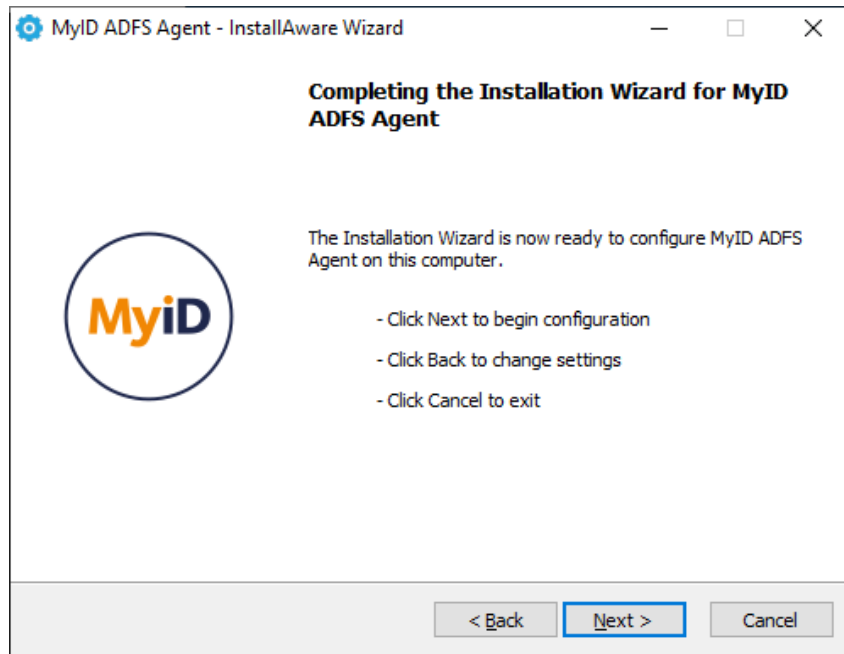 MyID ADFS Agent - InstallAware Wizard
Completing the Installation Wizard for MyID
ADFS Agent
The Installation Wizard is now ready to configure MyID ADFS
Agent on this computer.
MyiD
- Click Next to begin configuration
- Click Back to change settings
- Click Cancel to exit
< Back
Next >
Cancel